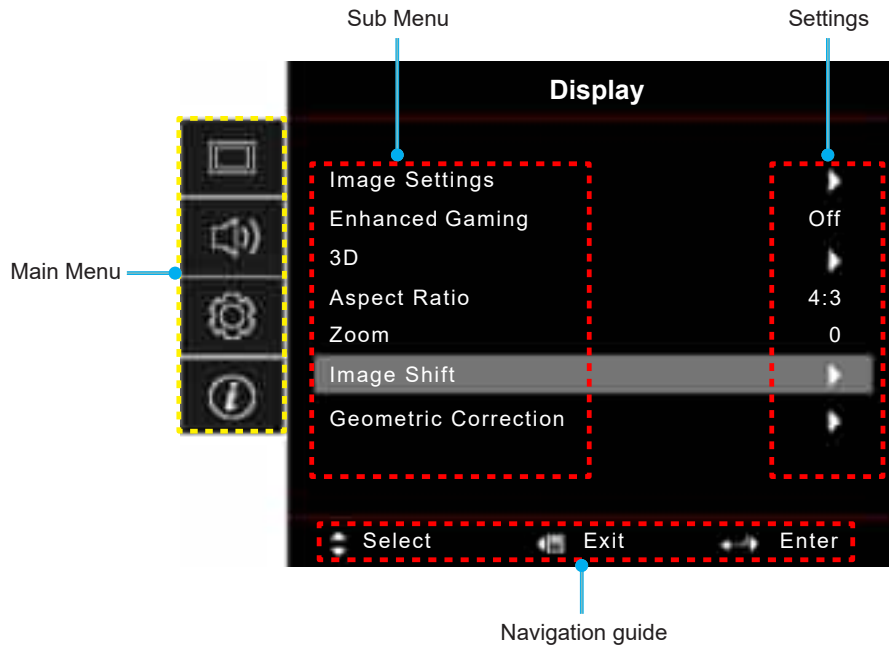 Sub Menu Settings
Display
Image Settings
Enhanced Gaming Off
3D
Main Menu
Aspect Ratio 4:3
Zoom 0
Image Shift
Geometric Correction
Select Exit Enter
Navigation guide